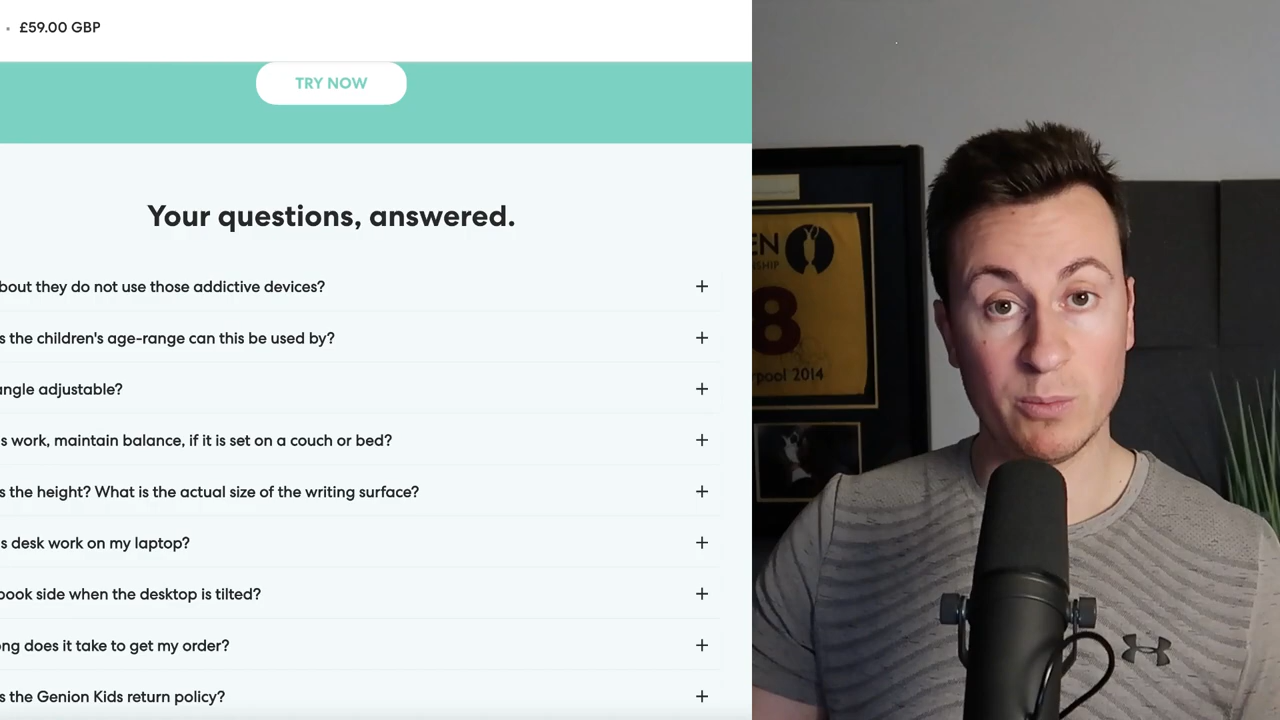 £59.00 GBP
TRY NOW
Your questions, answered.
they do not use those addictive devices?
the children's age-range can this be used by?
angle adjustable?
work, maintain balance, if it is set on a couch or bed?
the height? What is the actual size of the writing surface?
desk work on my laptop?
side when the desktop is tilted?
does it take to get my order?
the Genion Kids return policy?
8
2014